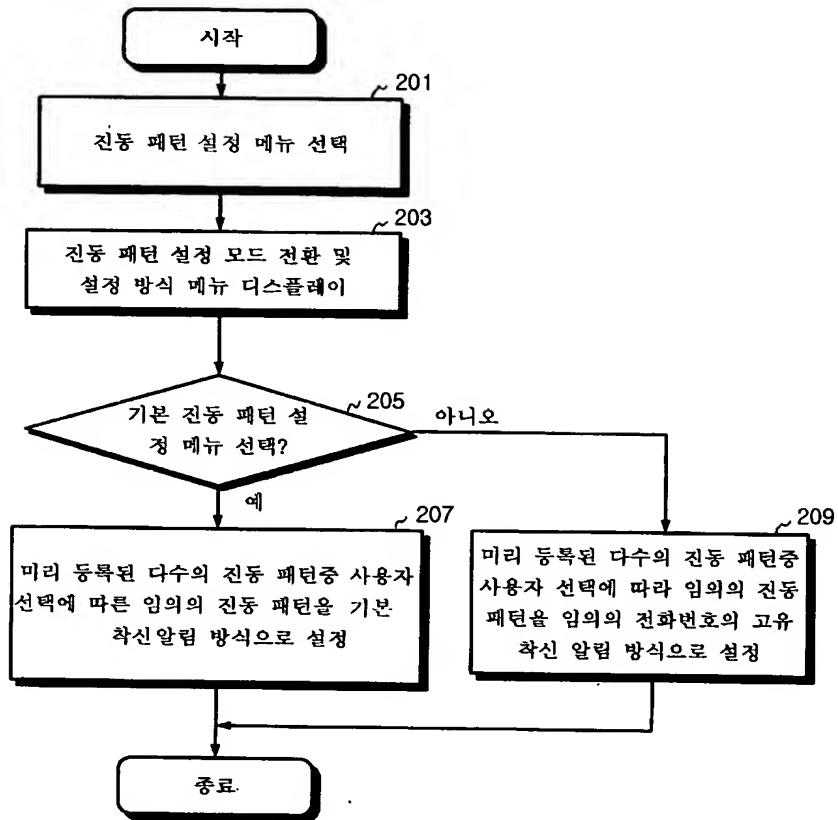 시작
201
진동 패턴 설정 메뉴 선택
203
진동 패턴 설정 모드 전환 및
설정 방식 메뉴 디스플레이
205
기본 진동 패턴 설
정 메뉴 선택?
아니오
예
207
미리 등록된 다수의 진동 패턴중 사용자
선택에 따른 임의의 진동 패턴을 기본
착신알림 방식으로 설정
209
미리 등록된 다수의 진동 패턴중
사용자 선택에 따라 임의의 진동
패턴을 임의의 전화번호의 고유
착신 알림 방식으로 설정
종료